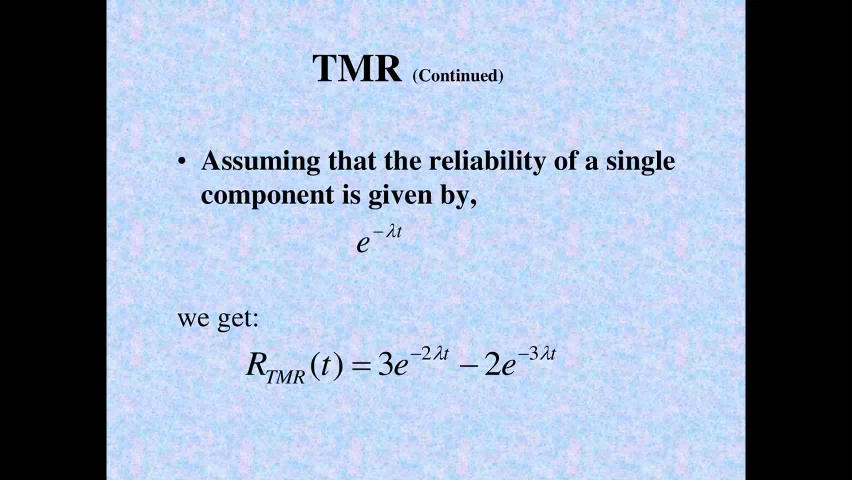 TMR (Continued)
• Assuming that the reliability of a single
component is given by,
e^{-λt}
we get:
R_{TMR}(t) = 3e^{-2λt} − 2e^{-3λt}